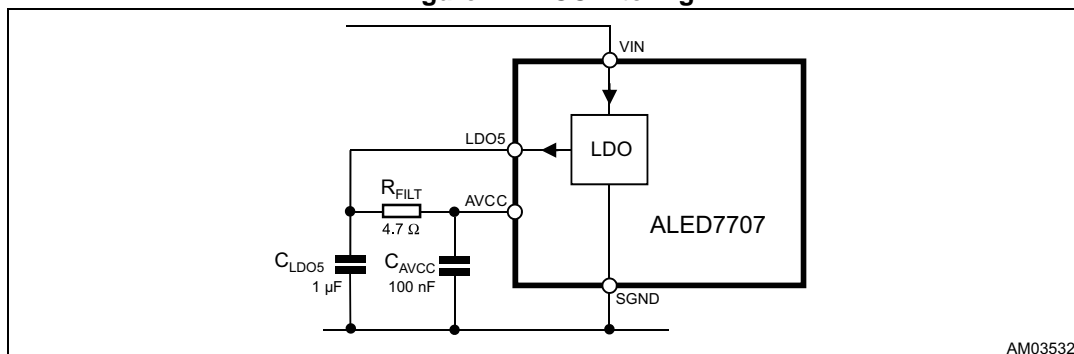 VIN
LDO5
LDO
RFILT
AVCC
4.7 Ω
ALED7707
CLDO5
CAVCC
1 µF
100 nF
SGND
AM03532